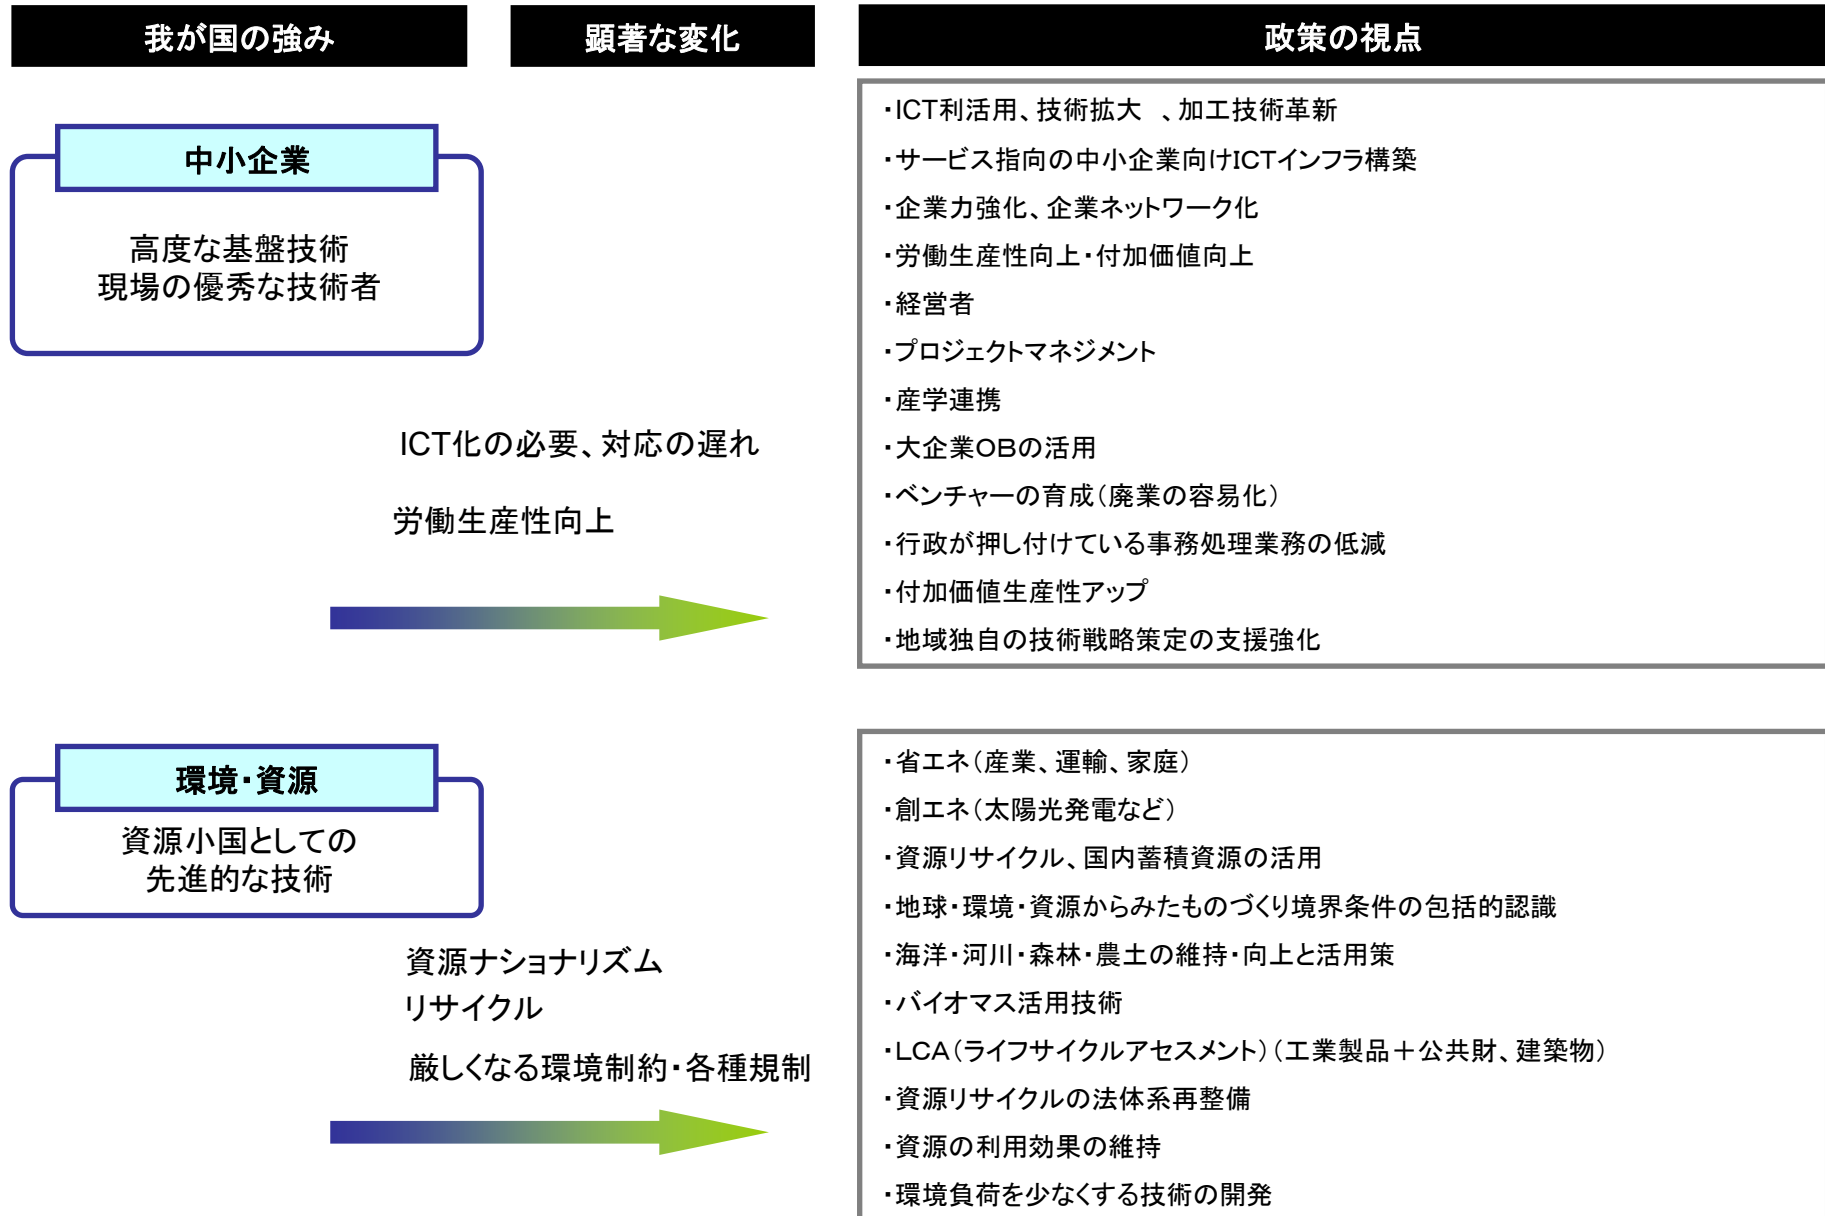 我が国の強み
顕著な変化
政策の視点
中小企業
高度な基盤技術
現場の優秀な技術者
ICT化の必要、対応の遅れ
労働生産性向上
・ICT利活用、技術拡大　、加工技術革新
・サービス指向の中小企業向けICTインフラ構築
・企業力強化、企業ネットワーク化
・労働生産性向上・付加価値向上
・経営者
・プロジェクトマネジメント
・産学連携
・大企業OBの活用
・ベンチャーの育成（廃業の容易化）
・行政が押し付けている事務処理業務の低減
・付加価値生産性アップ
・地域独自の技術戦略策定の支援強化
環境・資源
資源小国としての
先進的な技術
資源ナショナリズム
リサイクル
厳しくなる環境制約・各種規制
・省エネ（産業、運輸、家庭）
・創エネ（太陽光発電など）
・資源リサイクル、国内蓄積資源の活用
・地球・環境・資源からみたものづくり境界条件の包括的認識
・海洋・河川・森林・農土の維持・向上と活用策
・バイオマス活用技術
・LCA（ライフサイクルアセスメント）（工業製品＋公共財、建築物）
・資源リサイクルの法体系再整備
・資源の利用効果の維持
・環境負荷を少なくする技術の開発